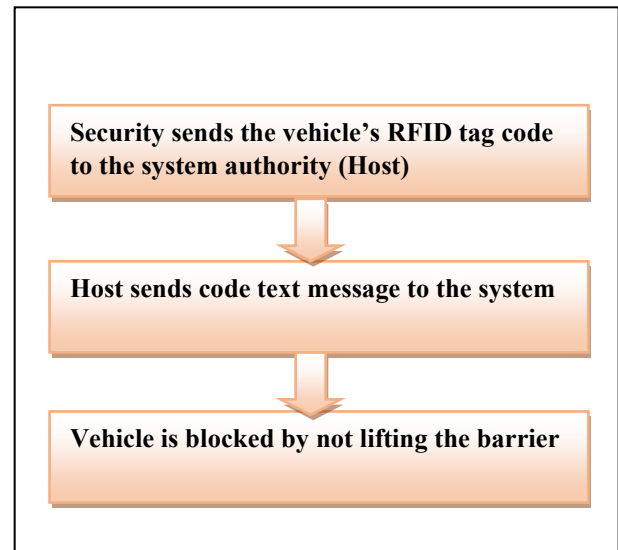 Security sends the vehicle’s RFID tag code
to the system authority (Host)
Host sends code text message to the system
Vehicle is blocked by not lifting the barrier